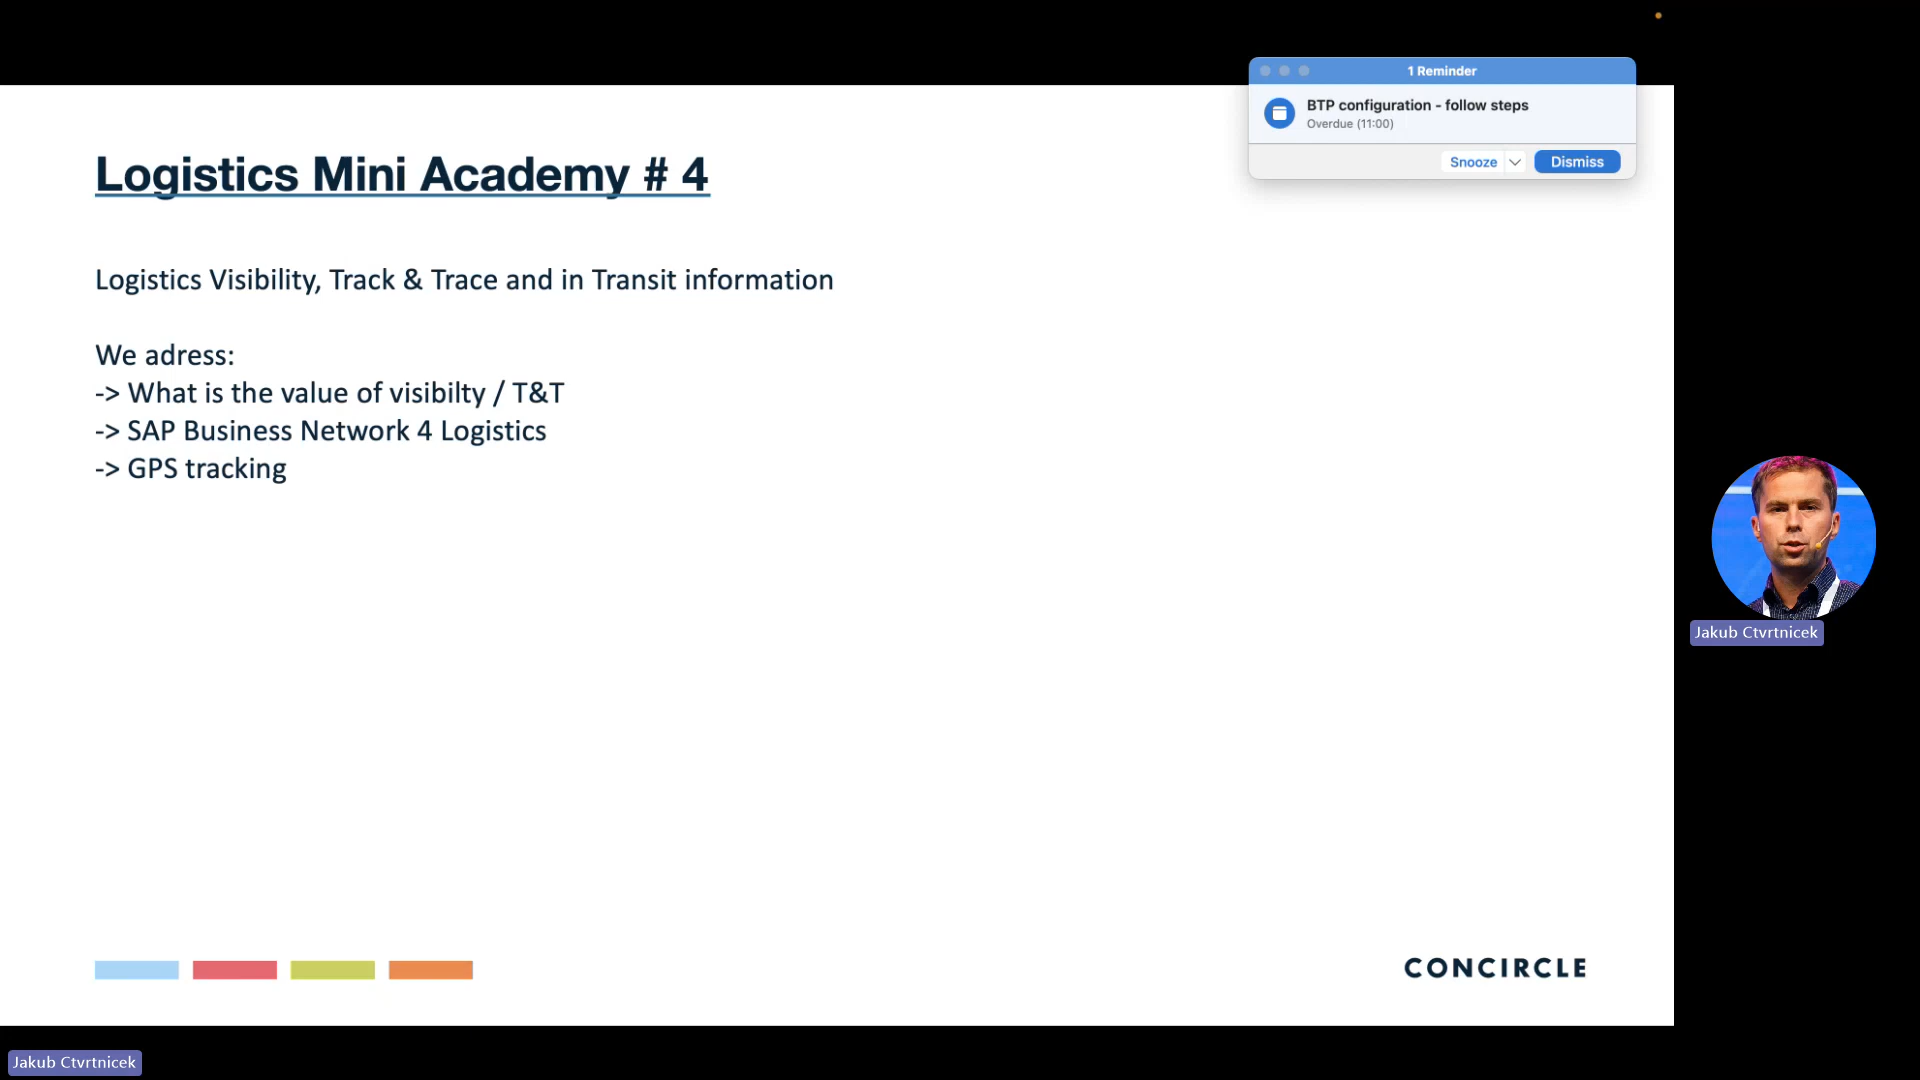 1 Reminder
BTP configuration - follow steps
Overdue (11:00)
Snooze
Dismiss
Logistics Mini Academy # 4
Logistics Visibility, Track & Trace and in Transit information
We adress:
-> What is the value of visibilty / T&T
-> SAP Business Network 4 Logistics
-> GPS tracking
Jakub Ctvrtnicek
CONCIRCLE
Jakub Ctvrtnicek